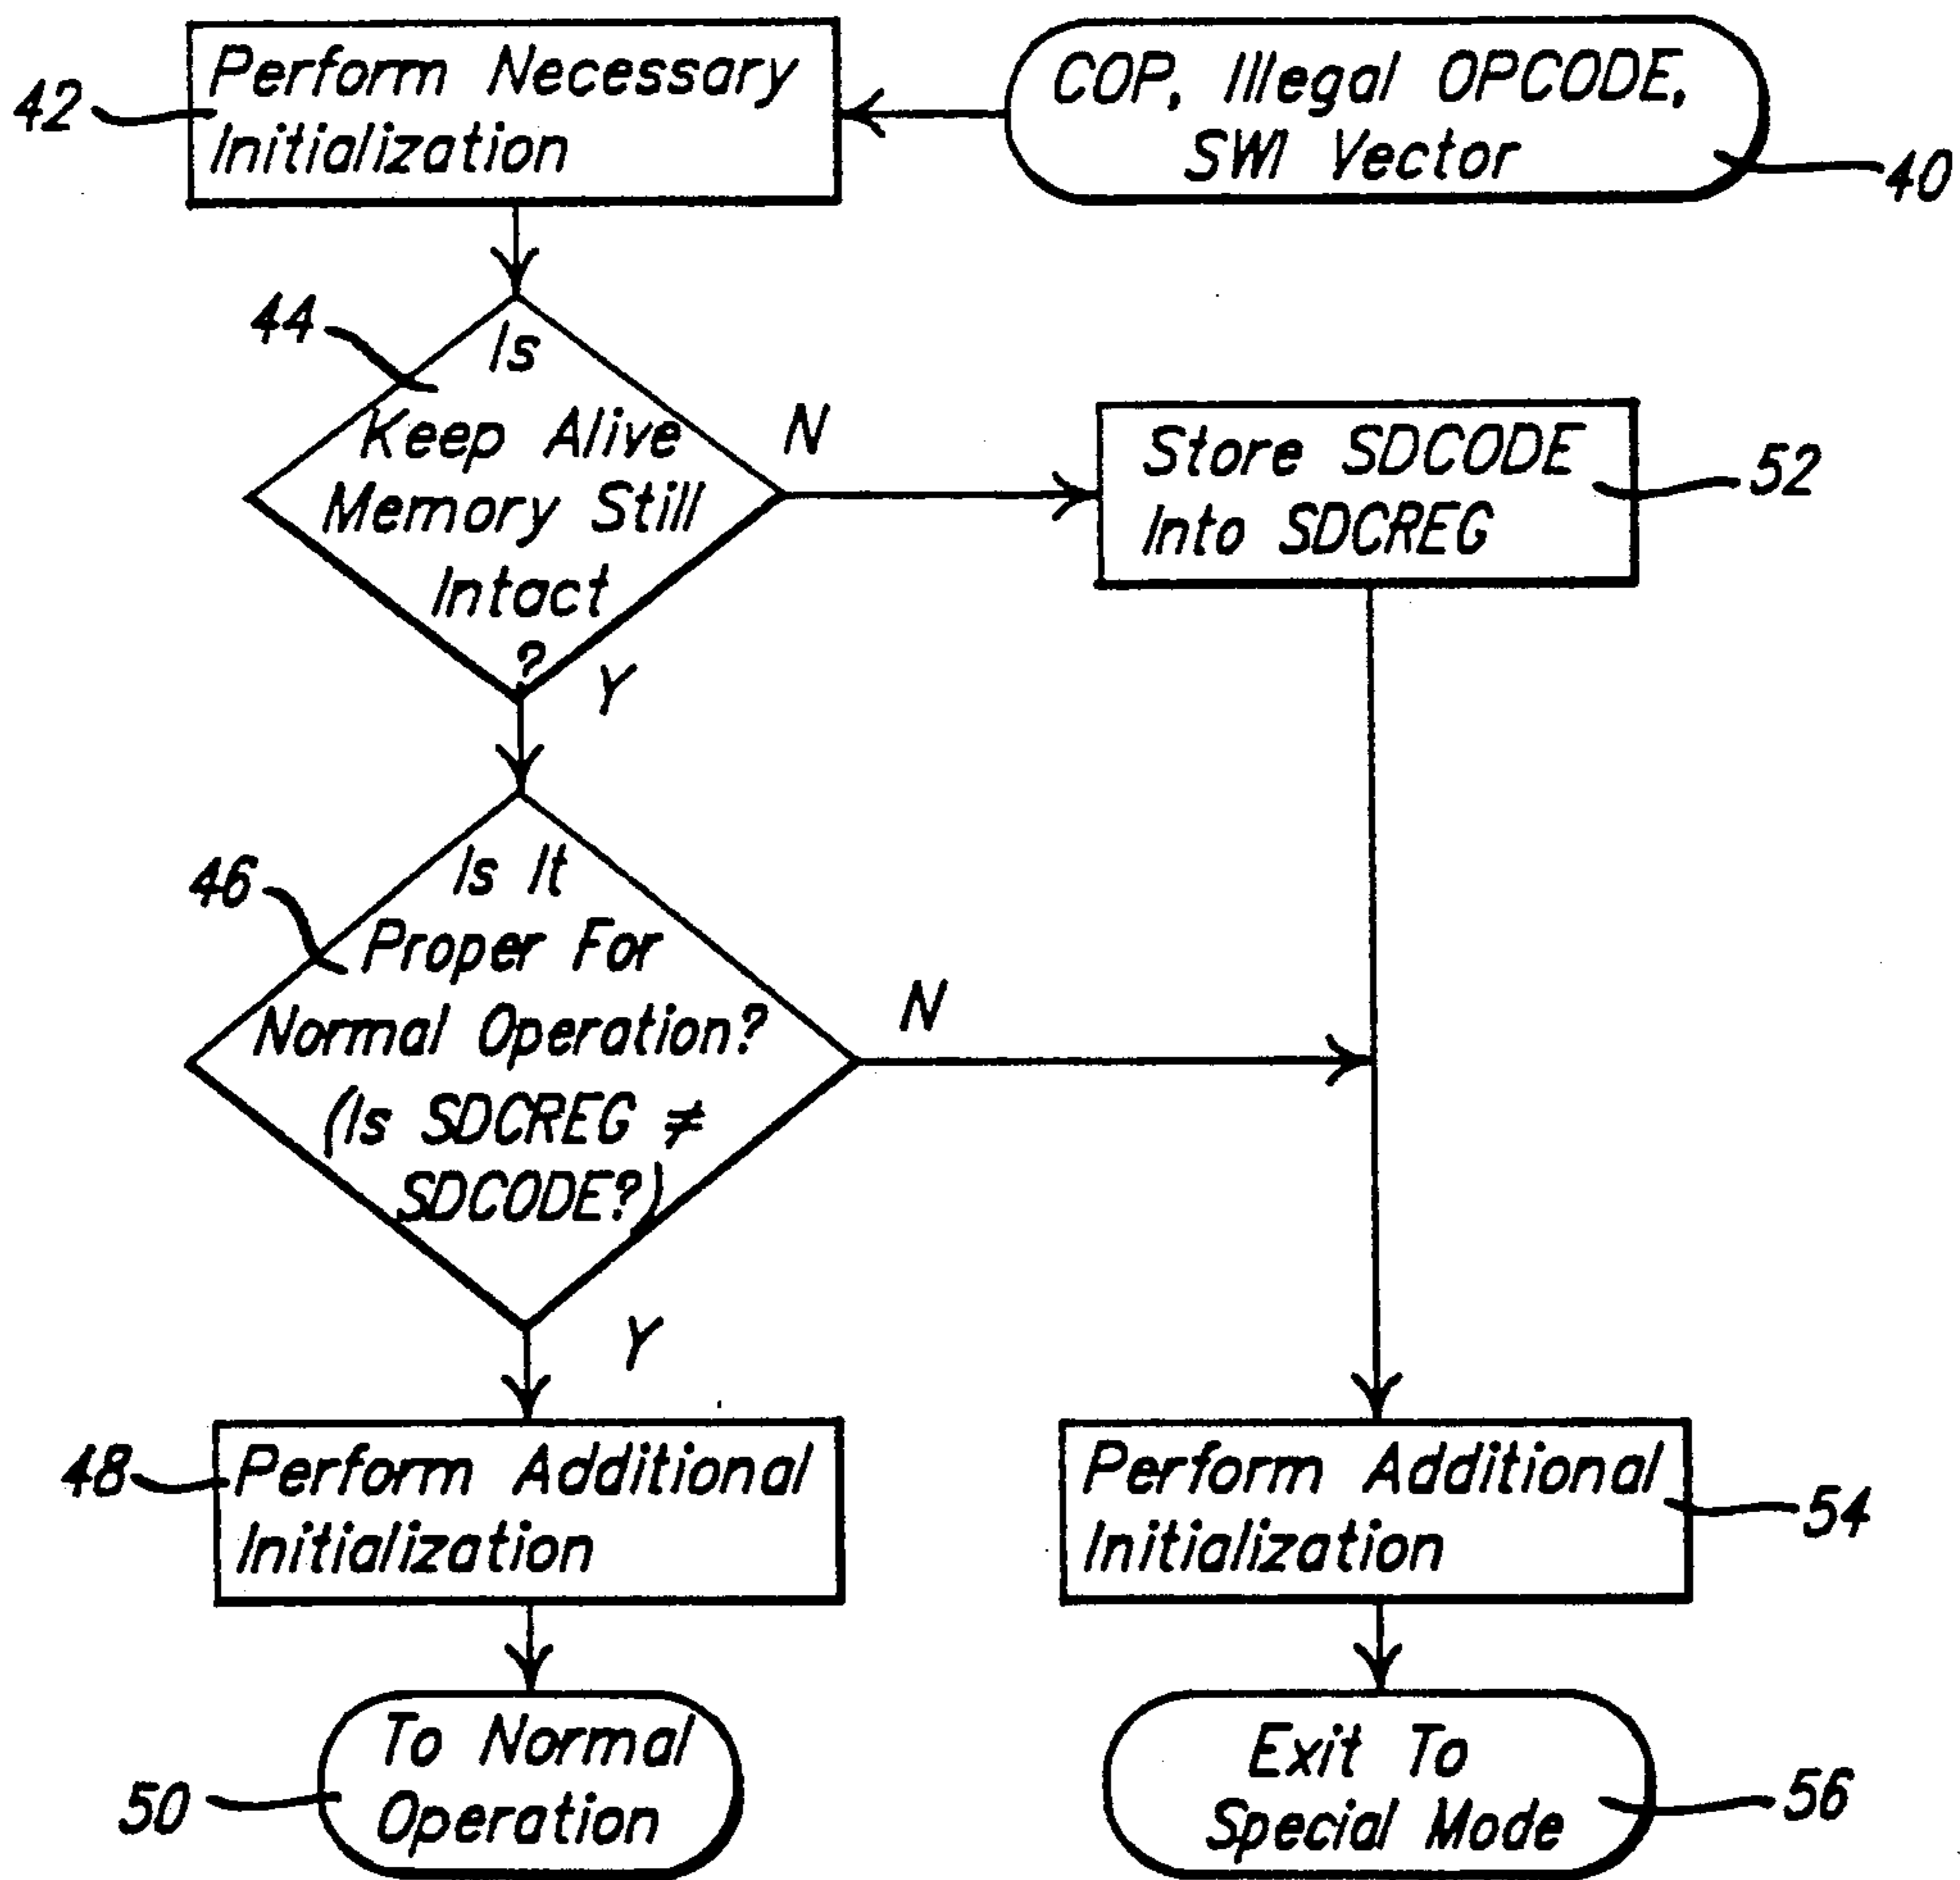 42
Perform Necessary
Initialization
COP, Illegal OPCODE,
SWI Vector
40
44
Is
Keep Alive
Memory Still
Intact
?
N
Y
Store SDCODE
Into SDCREG
52
46
Is It
Proper For
Normal Operation?
(Is SDCREG ≠
SDCODE?)
N
Y
48
Perform Additional
Initialization
Perform Additional
Initialization
54
50
To Normal
Operation
Exit To
Special Mode
56